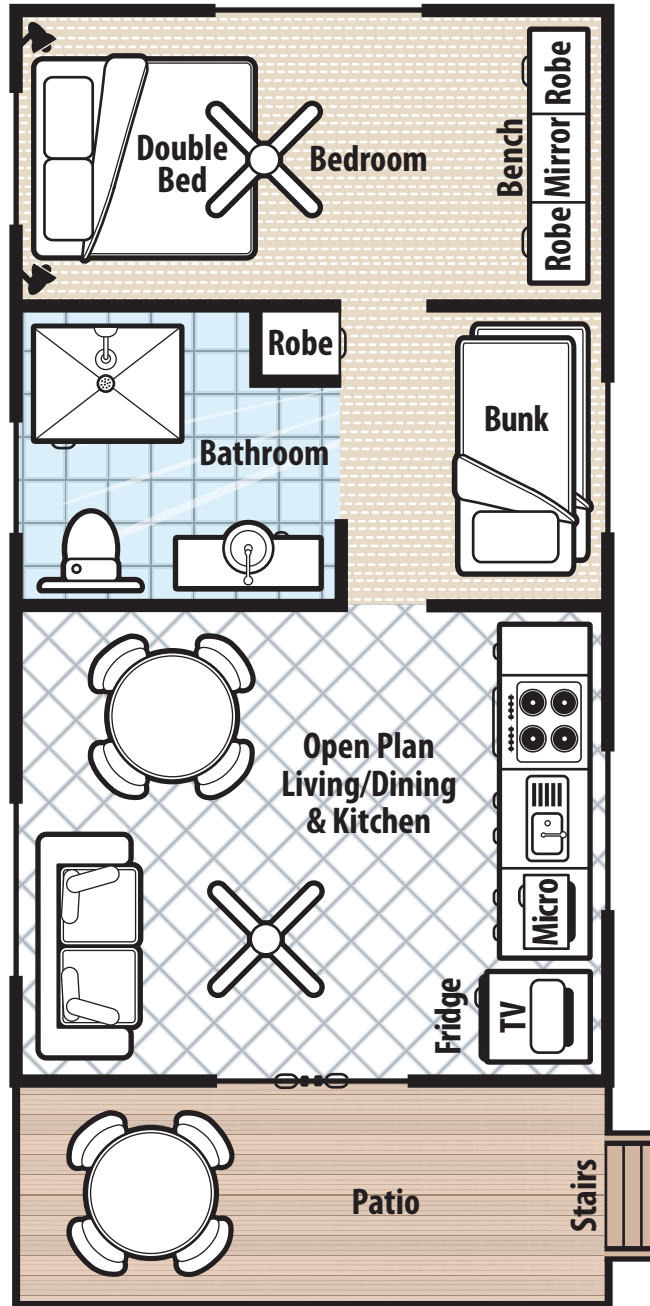 Double
Bed
Bedroom
Bench
Robe
Mirror
Robe
Robe
Bathroom
Bunk
Open Plan
Living/Dining
& Kitchen
Micro
Fridge
TV
Patio
Stairs